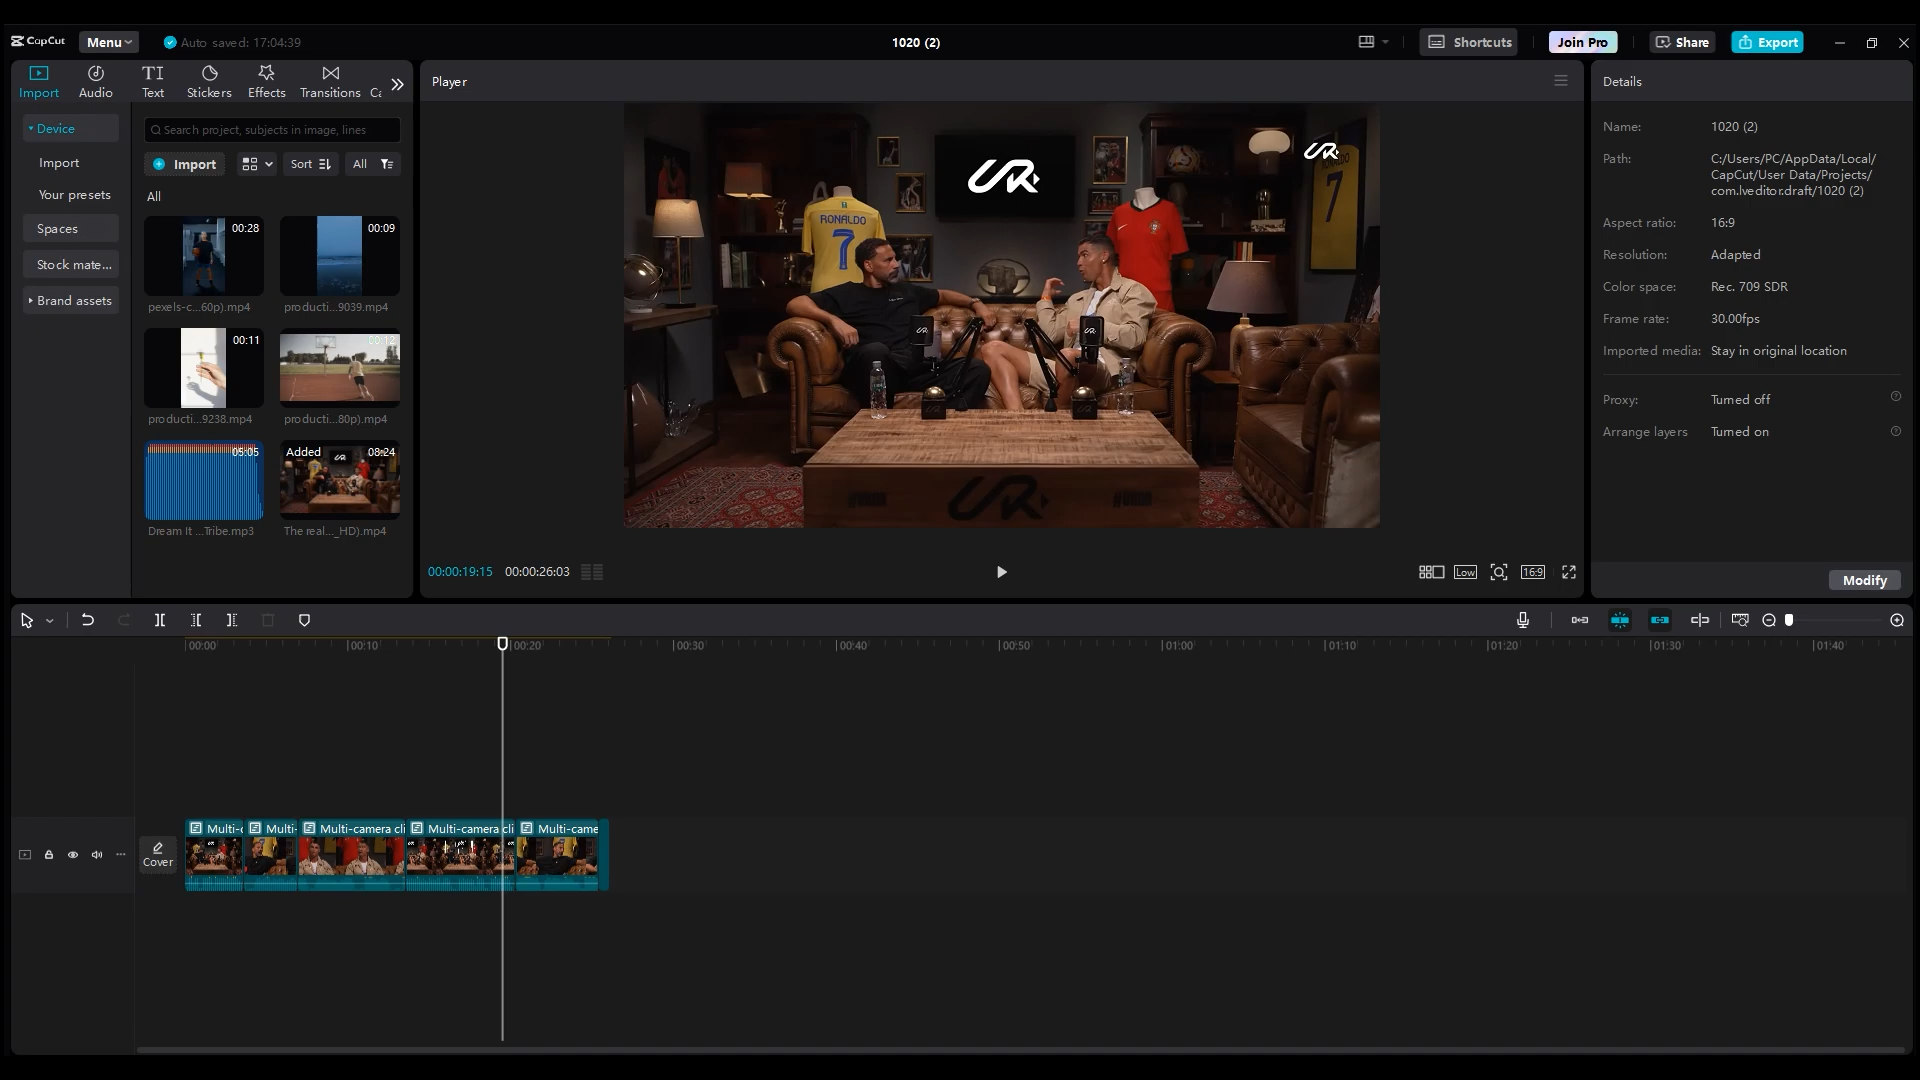 CapCut
Menu
Auto saved: 17:04:39
1020 (2)
Shortcuts
Join Pro
Share
Export
Import
Audio
Text
Stickers
Effects
Transitions
Ca
Player
Details
Device
Import
Your presets
Spaces
Stock mate...
Brand assets
Search project, subjects in image, lines
Import
Sort
All
All
00:28
00:09
pexels-c...60p).mp4
producti...9039.mp4
00:11
00:12
producti...9238.mp4
producti...80p).mp4
05:05
Added
08:24
Dream It ...Tribe.mp3
The real..._HD).mp4
UR
UR
RONALDO
7
7
UR
00:00:19:15
00:00:26:03
Low
16:9
Name:
1020 (2)
Path:
C:/Users/PC/AppData/Local/
CapCut/User Data/Projects/
com.lveditor.draft/1020 (2)
Aspect ratio:
16:9
Resolution:
Adapted
Color space:
Rec. 709 SDR
Frame rate:
30.00fps
Imported media:
Stay in original location
Proxy:
Turned off
Arrange layers
Turned on
Modify
00:00
00:10
00:20
00:30
00:40
00:50
01:00
01:10
01:20
01:30
01:40
Multi-c
Multi-
Multi-camera cli
Multi-camera cli
Multi-came
Cover